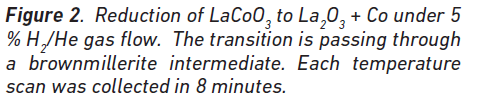 Figure 2. Reduction of LaCoO₃ to La₂O₃ + Co under 5
% H₂/He gas flow. The transition is passing through
a brownmillerite intermediate. Each temperature
scan was collected in 8 minutes.